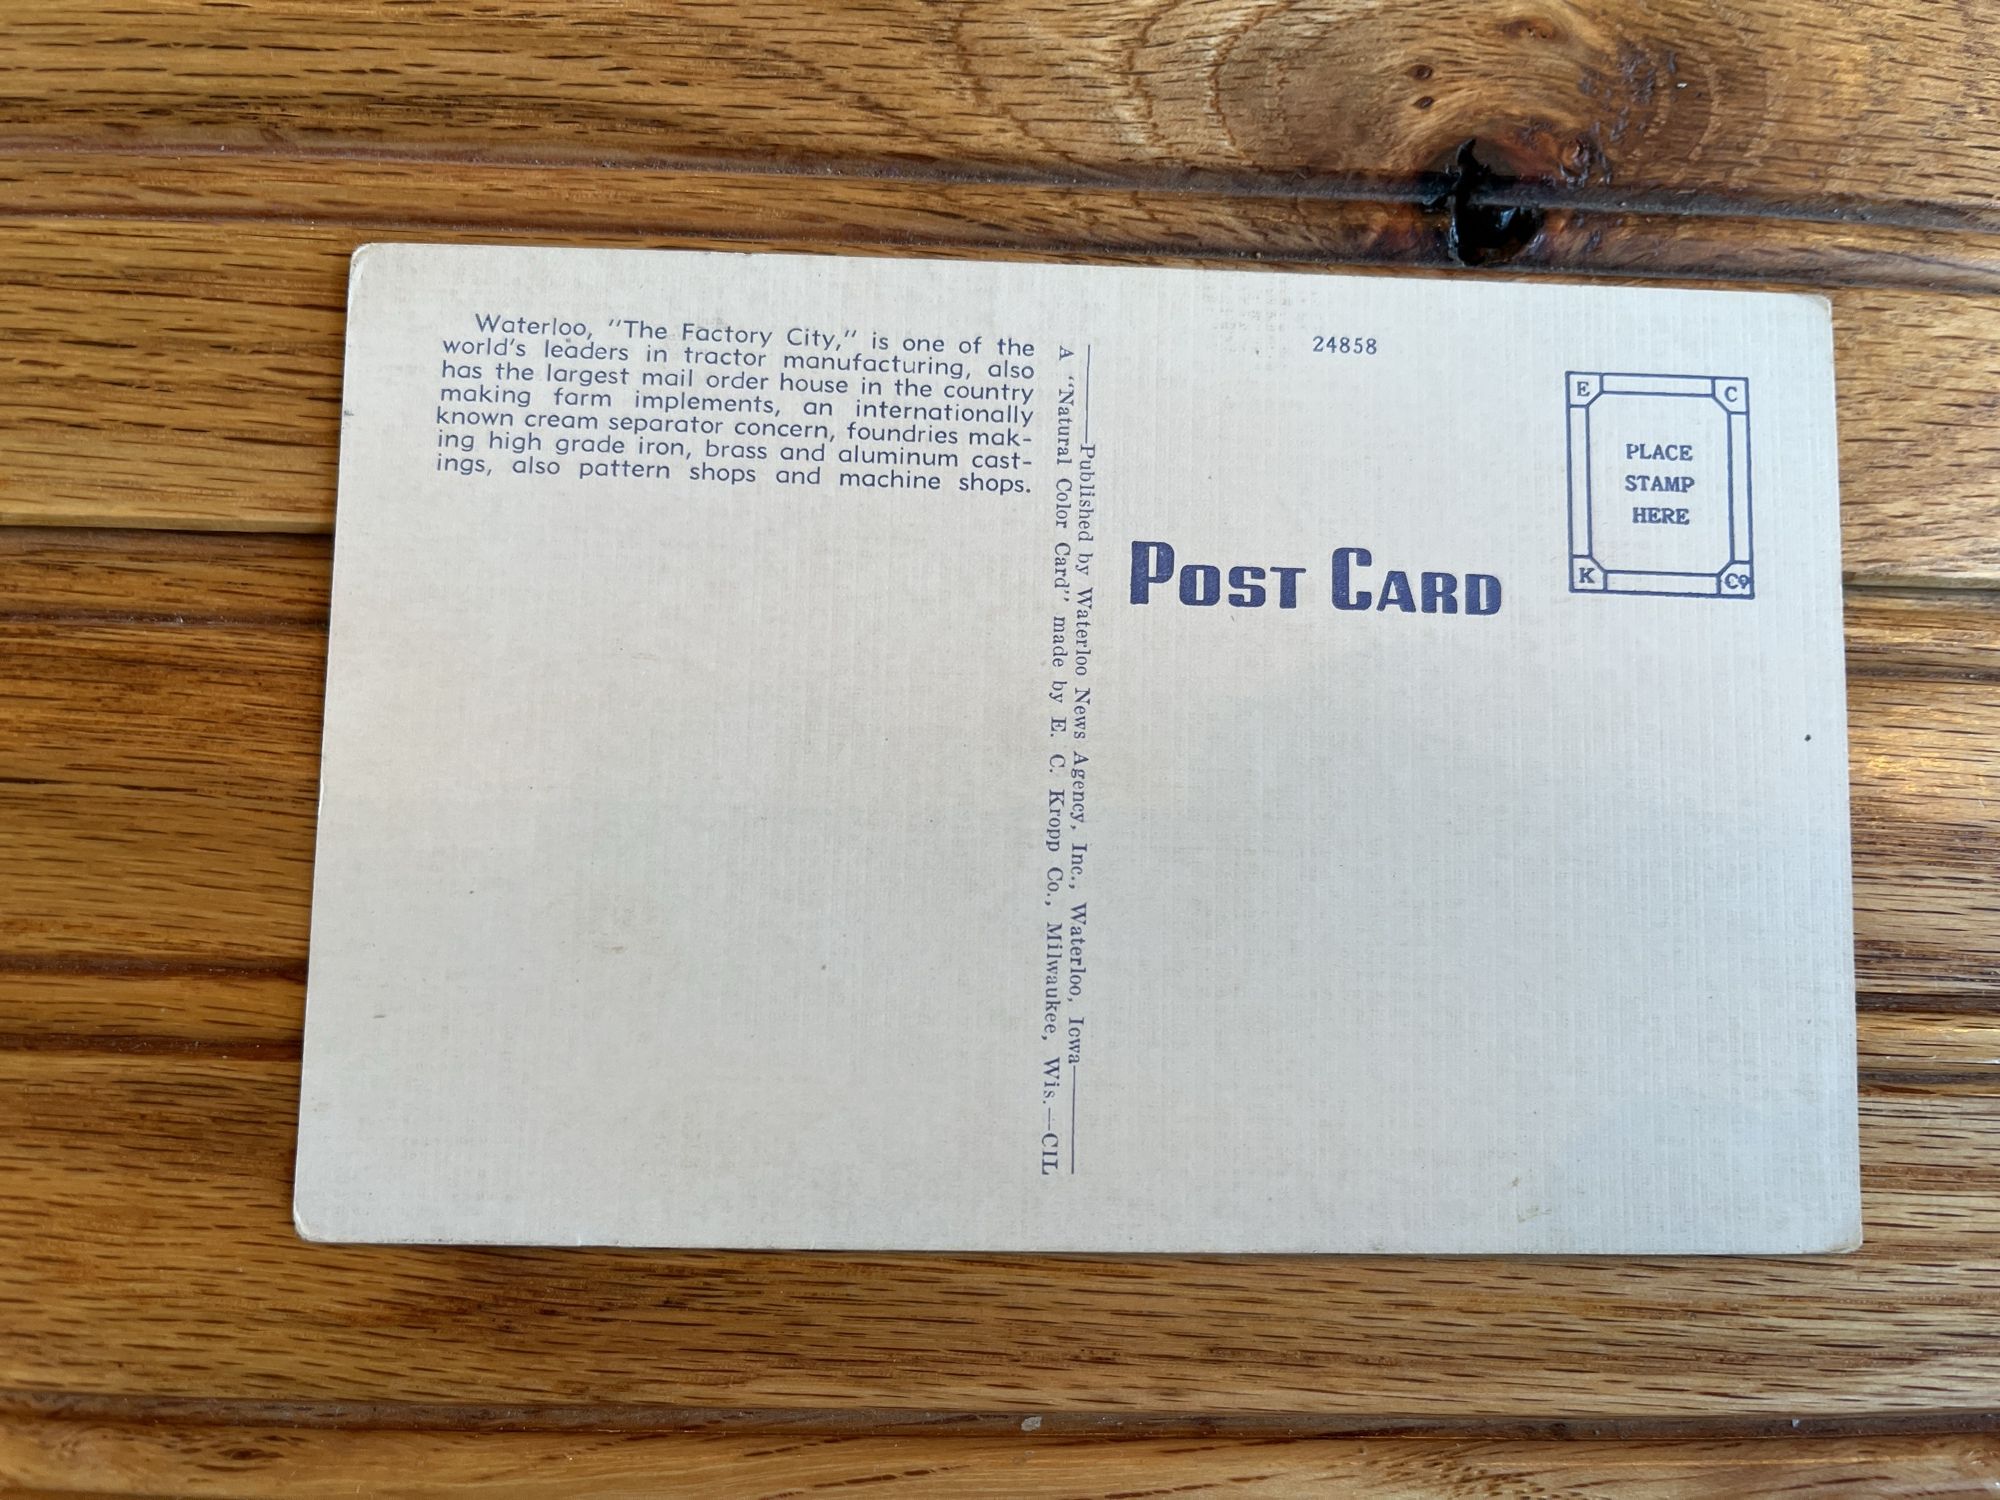 Waterloo, "The Factory City," is one of the
world's leaders in tractor manufacturing, also
has the largest mail order house in the country
making farm implements, an internationally
known cream separator concern, foundries mak-
ing high grade iron, brass and aluminum cast-
ings, also pattern shops and machine shops.
Published by Waterloo News Agency, Inc., Waterloo, Icwa
A "Natural Color Card" made by E. C. Kropp Co., Milwaukee, Wis.—CIL
24858
E C
PLACE
STAMP
HERE
K Co
POST CARD